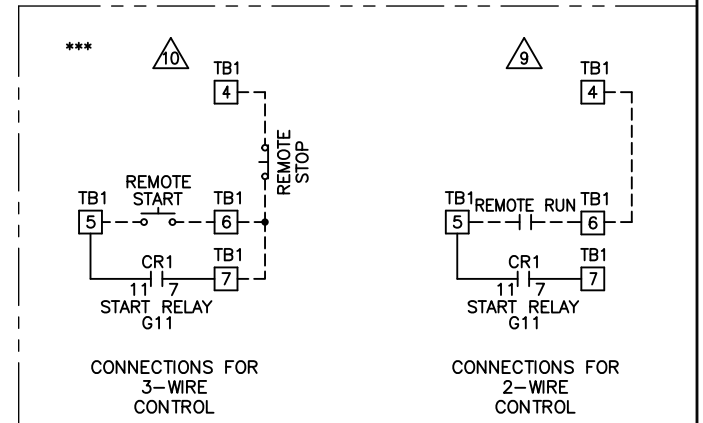 ***
10
TB1
4
REMOTE
STOP
REMOTE
START
TB1
5
TB1
6
CR1
11 7
TB1
7
START RELAY
G11
CONNECTIONS FOR
3-WIRE
CONTROL
9
TB1
4
TB1
5
REMOTE RUN
TB1
6
CR1
11 7
TB1
7
START RELAY
G11
CONNECTIONS FOR
2-WIRE
CONTROL